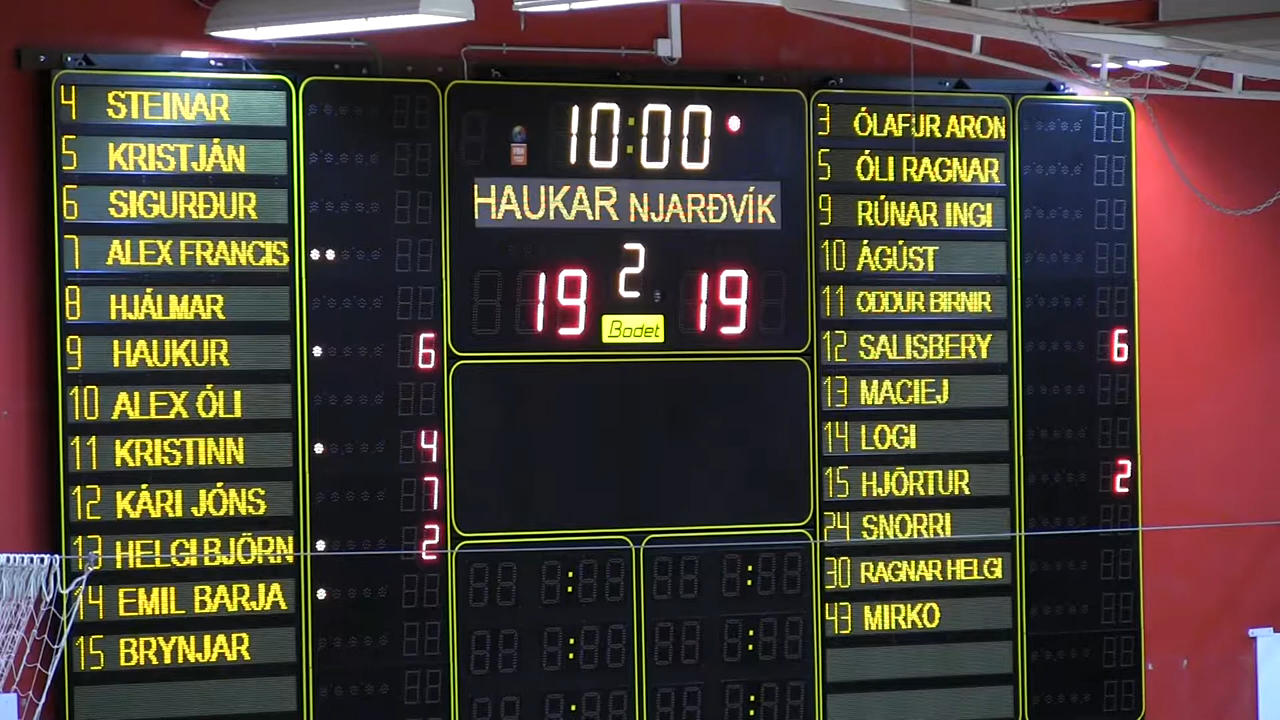 4 STEINAR
5 KRISTJÁN
6 SIGURÐUR
7 ALEX FRANCIS
8 HJÁLMAR
9 HAUKUR 6
10 ALEX ÓLI
11 KRISTINN 4
12 KÁRI JÓNS 7
13 HELGI BJÖRN 2
14 EMIL BARJA
15 BRYNJAR
10:00
HAUKAR NJARÐVÍK
2
19 19
Bodet
3 ÓLAFUR ARON
5 ÓLI RAGNAR
9 RÚNAR INGI
10 ÁGÚST
11 ODDUR BIRNIR
12 SALISBERY 6
13 MACIEJ
14 LOGI
15 HJÖRTUR 2
24 SNORRI
30 RAGNAR HELGI
43 MIRKO